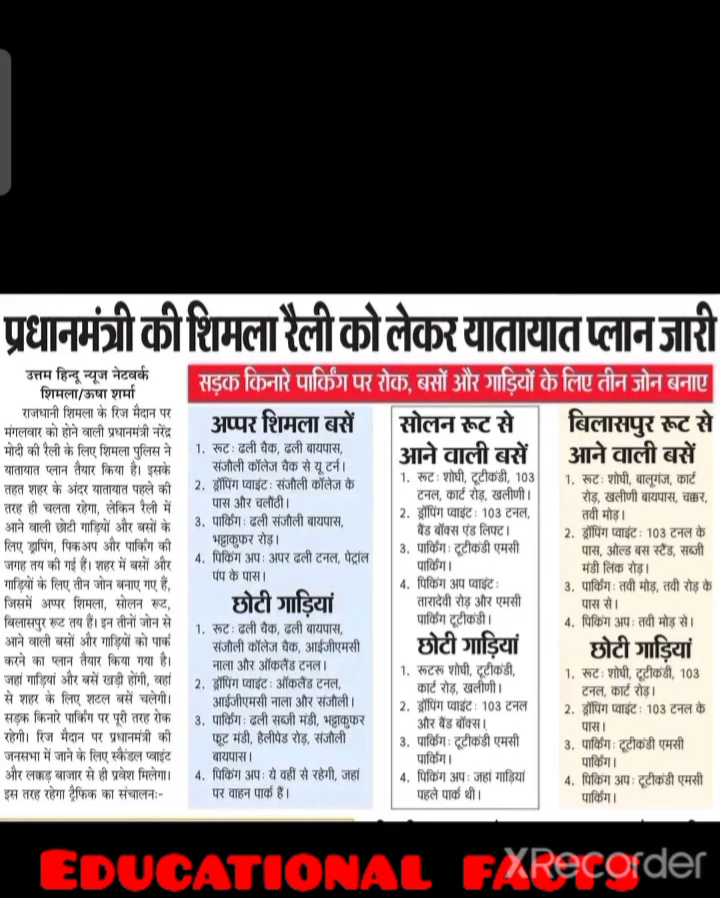 प्रधानमंत्री की शिमला रैली को लेकर यातायात प्लान जारी
उत्तम हिन्दू न्यूज नेटवर्क
शिमला/ऊषा शर्मा
राजधानी शिमला के रिज मैदान पर
मंगलवार को होने वाली प्रधानमंत्री नरेंद्र
मोदी की रैली के लिए शिमला पुलिस ने
यातायात प्लान तैयार किया है। इसके
तहत शहर के अंदर यातायात पहले की
तरह ही चलता रहेगा, लेकिन रैली में
आने वाली छोटी गाड़ियों और बसों के
लिए ड्रापिंग, पिकअप और पार्किंग की
जगह तय की गई हैं। शहर में बसों और
गाड़ियों के लिए तीन जोन बनाए गए हैं,
जिसमें अप्पर शिमला, सोलन रूट,
बिलासपुर रूट तय हैं। इन तीनों जोन से
आने वाली बसों और गाड़ियों को पार्क
करने का प्लान तैयार किया गया है।
जहां गाड़ियां और बसें खड़ी होंगी, वहां
से शहर के लिए शटल बसें चलेगी।
सड़क किनारे पार्किंग पर पूरी तरह रोक
रहेगी। रिज मैदान पर प्रधानमंत्री की
जनसभा में जाने के लिए स्कैंडल प्वाइंट
और लक्कड़ बाजार से ही प्रवेश मिलेगा।
इस तरह रहेगा ट्रैफिक का संचालन:-
सड़क किनारे पार्किंग पर रोक, बसों और गाड़ियों के लिए तीन जोन बनाए
अप्पर शिमला बसें
1. रूट: ढली चैक, ढली बायपास,
संजौली कॉलेज चैक से यू टर्न।
2. ड्रॉपिंग प्वाइंट: संजौली कॉलेज के
पास और चलौंठी।
3. पार्किंग: ढली संजौली बायपास,
भट्टाकुफर रोड़।
4. पिकिंग अप: अपर ढली टनल, पेट्रोल
पंप के पास।
छोटी गाड़ियां
1. रूट: ढली चैक, ढली बायपास,
संजौली कॉलेज चैक, आईजीएमसी
नाला और ऑकलैंड टनल।
2. ड्रॉपिंग प्वाइंट: ऑकलैंड टनल,
आईजीएमसी नाला और संजौली।
3. पार्किंग: ढली सब्जी मंडी, भट्टाकुफर
फ्रूट मंडी, हैलीपेड रोड़, संजौली
बायपास।
4. पिकिंग अप: ये वहीं से रहेगी, जहां
पर वाहन पार्क हैं।
सोलन रूट से
आने वाली बसें
1. रूट: शोघी, टूटीकंडी, 103
टनल, कार्ट रोड़, खलीणी।
2. ड्रॉपिंग प्वाइंट: 103 टनल,
बैंड बॉक्स एंड लिफ्ट।
3. पार्किंग: टूटीकंडी एमसी
पार्किंग।
4. पिकिंग अप प्वाइंट:
तारादेवी रोड़ और एमसी
पार्किंग टूटीकंडी।
छोटी गाड़ियां
1. रूटरू शोघी, टूटीकंडी,
कार्ट रोड़, खलीणी।
2. ड्रॉपिंग प्वाइंट: 103 टनल
और बैंड बॉक्स।
3. पार्किंग: टूटीकंडी एमसी
पार्किंग।
4. पिकिंग अप: जहां गाड़ियां
पहले पार्क थी।
बिलासपुर रूट से
आने वाली बसें
1. रूट: शोघी, बालूगंज, कार्ट
रोड़, खलीणी बायपास, चक्कर,
तवी मोड़।
2. ड्रॉपिंग प्वाइंट: 103 टनल के
पास, ओल्ड बस स्टैंड, सब्जी
मंडी लिंक रोड़।
3. पार्किंग: तवी मोड़, तवी रोड़ के
पास से।
4. पिकिंग अप: तवी मोड़ से।
छोटी गाड़ियां
1. रूट: शोघी, टूटीकंडी, 103
टनल, कार्ट रोड़।
2. ड्रॉपिंग प्वाइंट: 103 टनल के
पास।
3. पार्किंग: टूटीकंडी एमसी
पार्किंग।
4. पिकिंग अप: टूटीकंडी एमसी
पार्किंग।
EDUCATIONAL FACTS
XRecorder